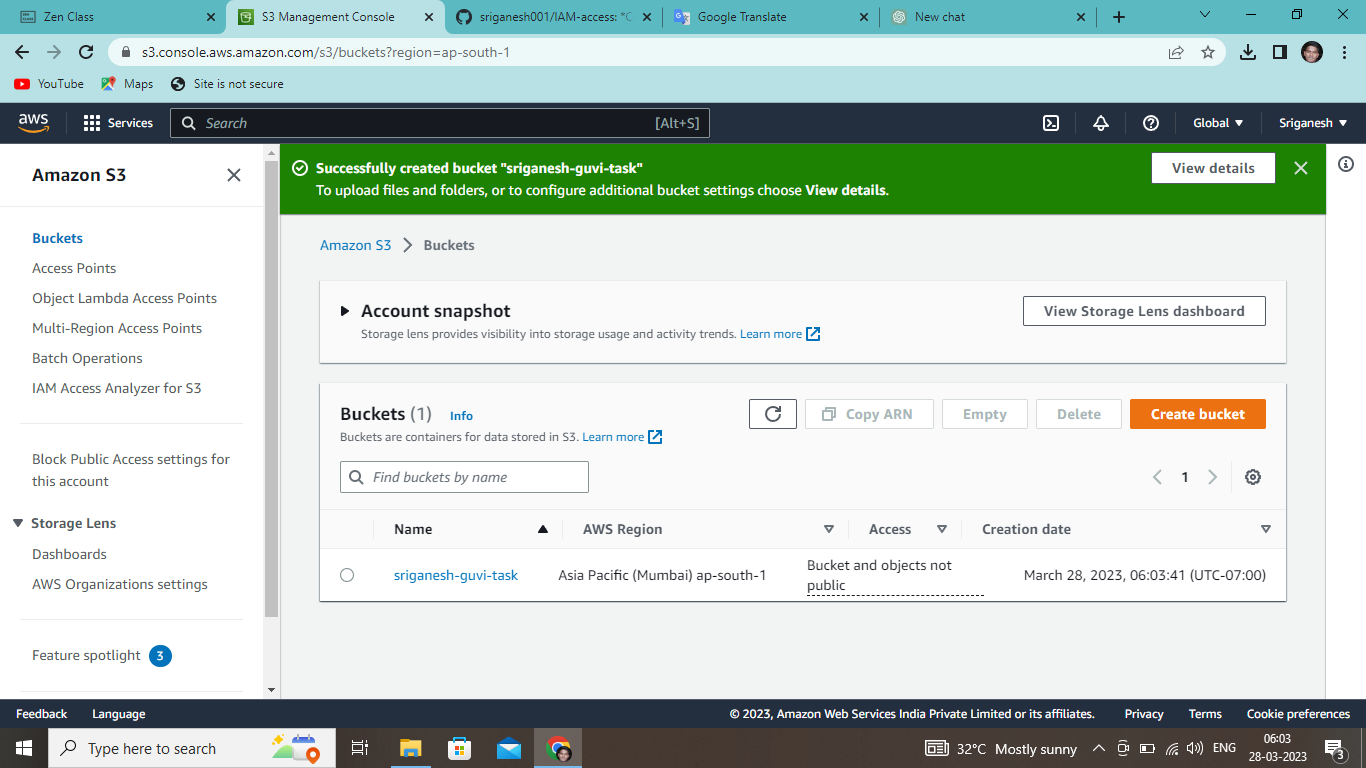 Zen Class
S3 Management Console
sriganesh001/IAM-access: "C
Google Translate
New chat
s3.console.aws.amazon.com/s3/buckets?region=ap-south-1
YouTube
Maps
Site is not secure
aws
Services
Search
[Alt+S]
Global
Sriganesh
Amazon S3
Buckets
Access Points
Object Lambda Access Points
Multi-Region Access Points
Batch Operations
IAM Access Analyzer for S3
Block Public Access settings for
this account
Storage Lens
Dashboards
AWS Organizations settings
Feature spotlight 3
Successfully created bucket "sriganesh-guvi-task"
To upload files and folders, or to configure additional bucket settings choose View details.
View details
Amazon S3 > Buckets
Account snapshot
Storage lens provides visibility into storage usage and activity trends. Learn more
View Storage Lens dashboard
Buckets (1) Info
Buckets are containers for data stored in S3. Learn more
Copy ARN
Empty
Delete
Create bucket
Find buckets by name
1
Name
AWS Region
Access
Creation date
sriganesh-guvi-task
Asia Pacific (Mumbai) ap-south-1
Bucket and objects not
public
March 28, 2023, 06:03:41 (UTC-07:00)
Feedback
Language
© 2023, Amazon Web Services India Private Limited or its affiliates.
Privacy
Terms
Cookie preferences
Type here to search
32°C Mostly sunny
ENG
06:03
28-03-2023
3